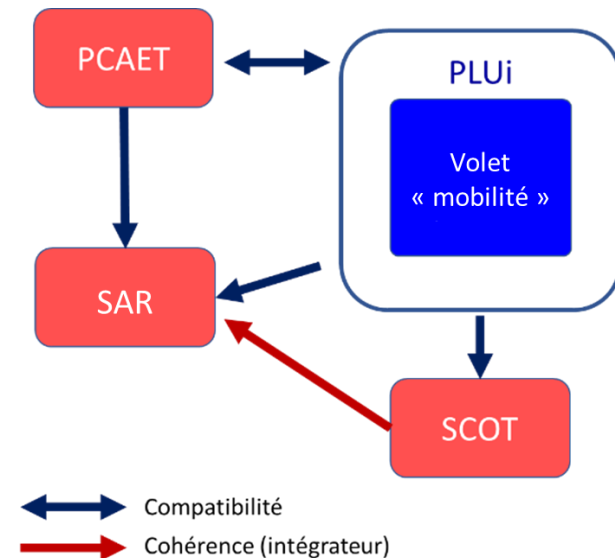 PCAET
PLUi
Volet
« mobilité »
SAR
SCOT
Compatibilité
Cohérence (intégrateur)